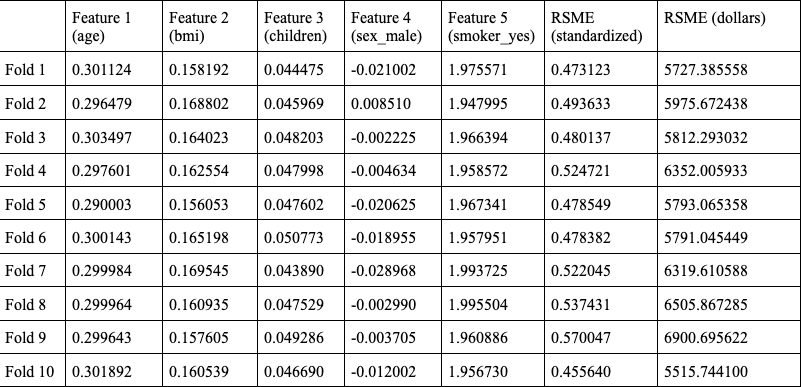 Feature 1 (age) Feature 2 (bmi) Feature 3 (children) Feature 4 (sex_male) Feature 5 (smoker_yes) RSME (standardized) RSME (dollars)
Fold 1 0.301124 0.158192 0.044475 -0.021002 1.975571 0.473123 5727.385558
Fold 2 0.296479 0.168802 0.045969 0.008510 1.947995 0.493633 5975.672438
Fold 3 0.303497 0.164023 0.048203 -0.002225 1.966394 0.480137 5812.293032
Fold 4 0.297601 0.162554 0.047998 -0.004634 1.958572 0.524721 6352.005933
Fold 5 0.290003 0.156053 0.047602 -0.020625 1.967341 0.478549 5793.065358
Fold 6 0.300143 0.165198 0.050773 -0.018955 1.957951 0.478382 5791.045449
Fold 7 0.299984 0.169545 0.043890 -0.028968 1.993725 0.522045 6319.610588
Fold 8 0.299964 0.160935 0.047529 -0.002990 1.995504 0.537431 6505.867285
Fold 9 0.299643 0.157605 0.049286 -0.003705 1.960886 0.570047 6900.695622
Fold 10 0.301892 0.160539 0.046690 -0.012002 1.956730 0.455640 5515.744100